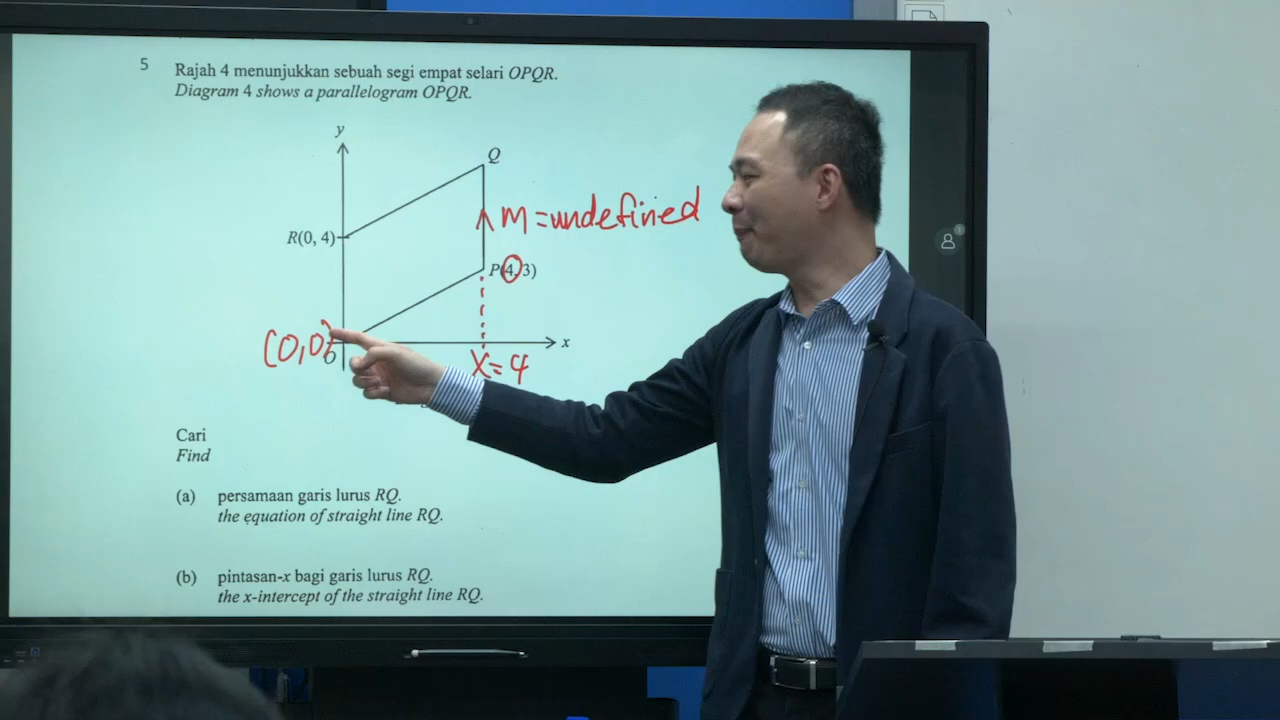 5 Rajah 4 menunjukkan sebuah segi empat selari OPQR.
Diagram 4 shows a parallelogram OPQR.
y
Q
m = undefined
R(0, 4)
P(4, 3)
(0,0)
x
O
x = 4
Cari
Find
(a) persamaan garis lurus RQ.
the equation of straight line RQ.
(b) pintasan-x bagi garis lurus RQ.
the x-intercept of the straight line RQ.